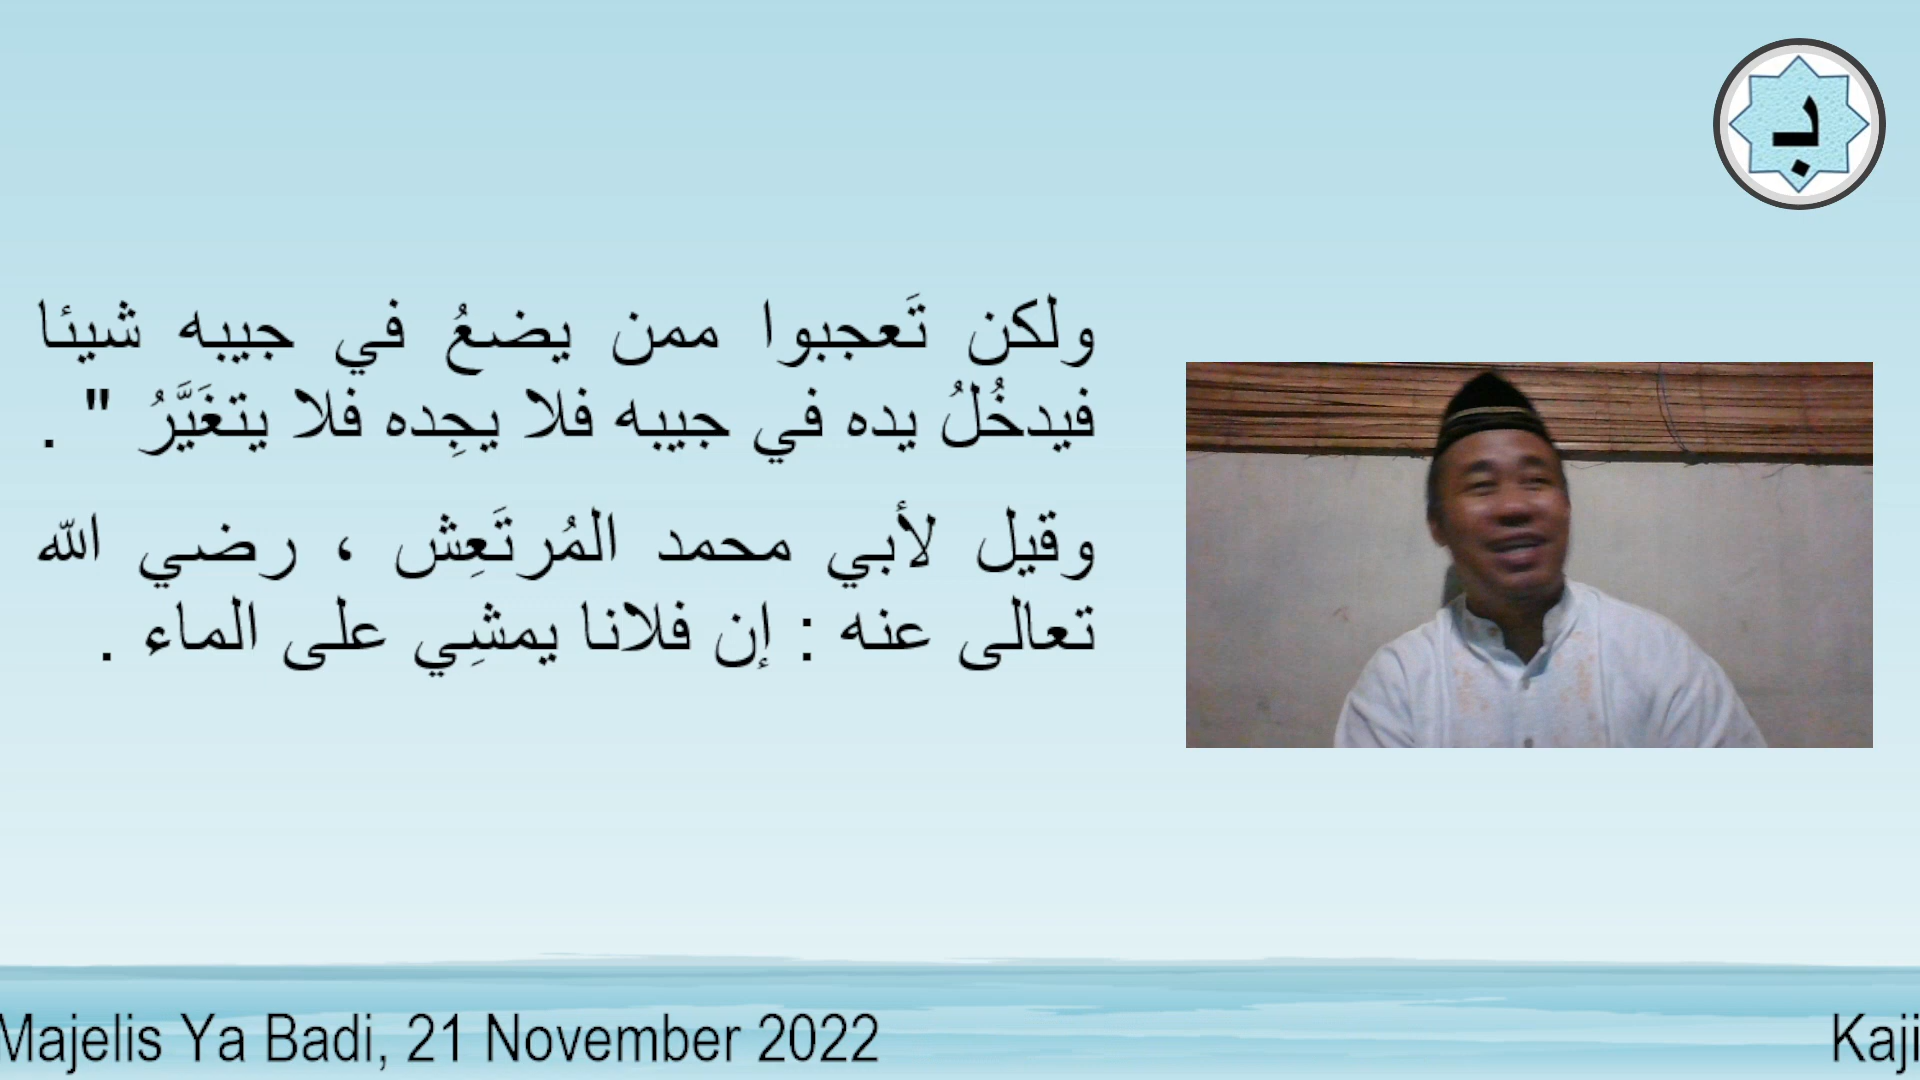 ولكن تَعجبوا ممن يضعُ في جيبه شيئا
فيدخُلُ يده في جيبه فلا يجِده فلا يتغَيَّرُ " .
وقيل لأبي محمد المُرتَعِش ، رضي الله
تعالى عنه : إن فلانا يمشِي على الماء .
ب
Majelis Ya Badi, 21 November 2022
Kaji